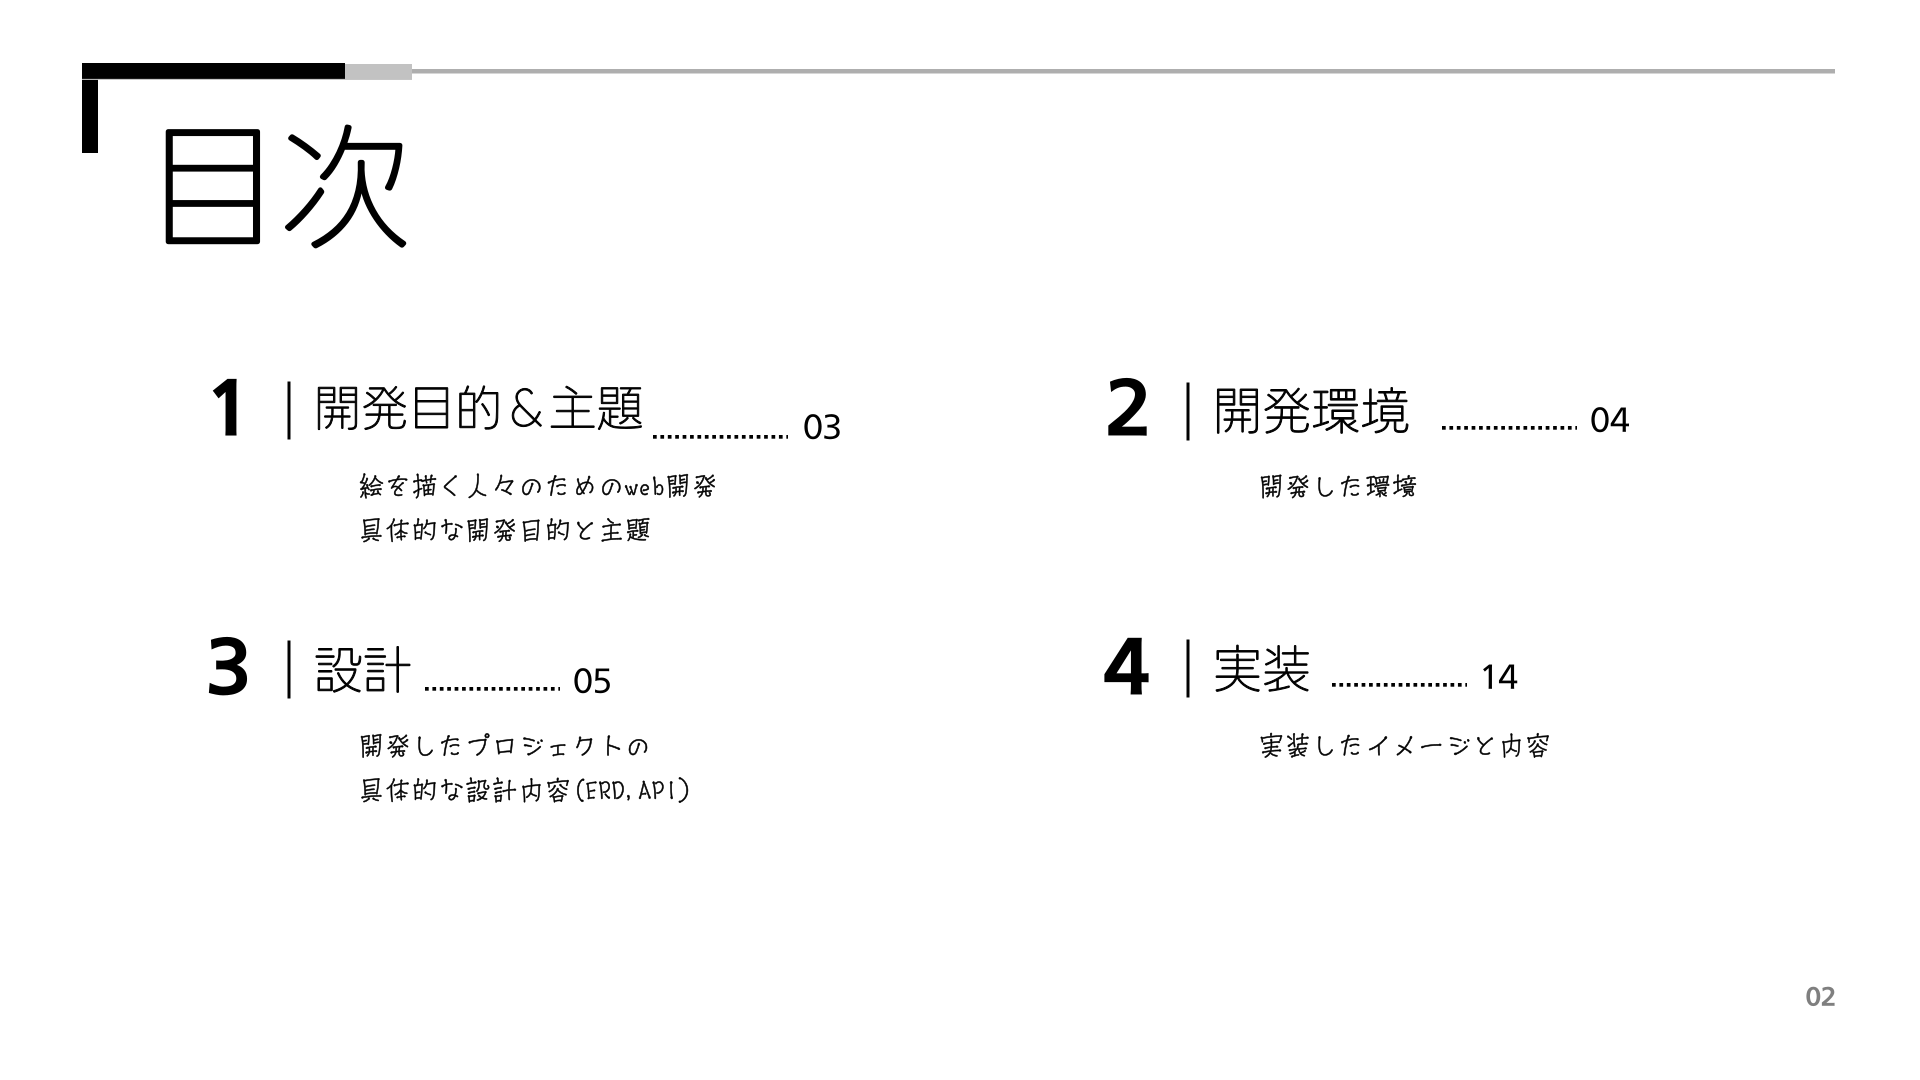 目次
1 開発目的&主題 .................. 03
絵を描く人々のためのweb開発
具体的な開発目的と主題
2 開発環境 .................. 04
開発した環境
3 設計 .................. 05
開発したプロジェクトの
具体的な設計内容(ERD, API)
4 実装 .................. 14
実装したイメージと内容
02